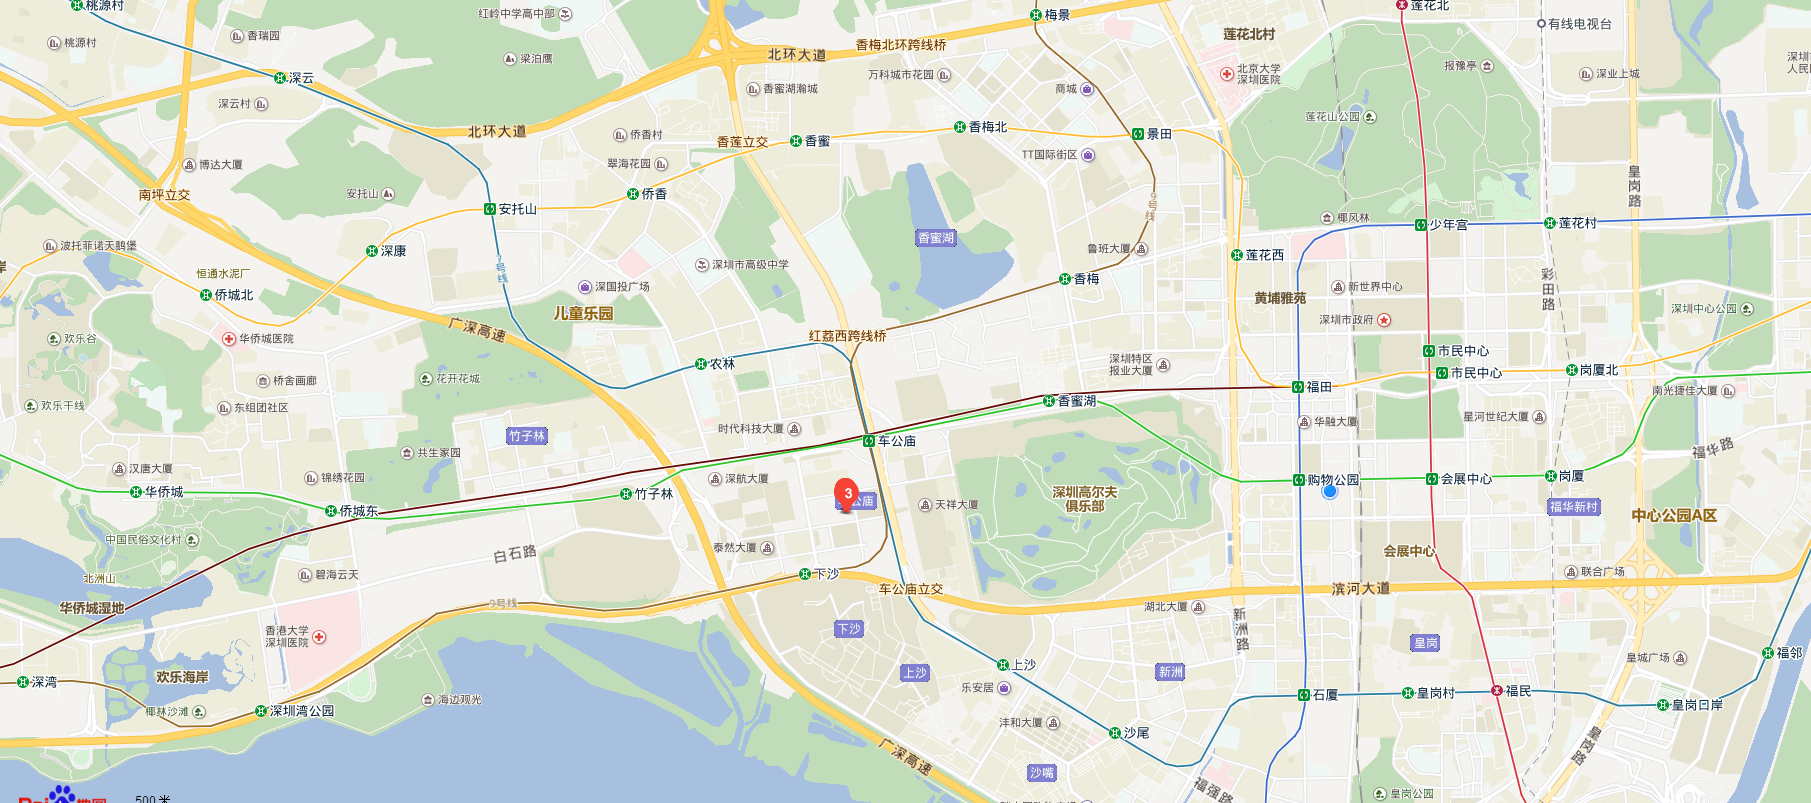 桃源村
红岭中学高中部
梅景
莲花北
有线电视台
香瑞园
桃源村
梁泊鹰
北环大道
香梅北环跨线桥
莲花北村
报豫亭
深业上城
深圳
人民
深云
万科城市花园
北京大学
深圳医院
香蜜湖瀚城
商城
深云村
北环大道
侨香村
香莲立交
香蜜
香梅北
景田
莲花山公园
博达大厦
翠海花园
TT国际街区
皇岗路
南坪立交
安托山
侨香
安托山
9号线
椰风林
少年宫
莲花村
波托菲诺天鹅堡
深康
香蜜湖
鲁班大厦
莲花西
7号线
恒通水泥厂
深圳市高级中学
香梅
彩田路
侨城北
深国投广场
儿童乐园
黄埔雅苑
新世界中心
深圳市政府
深圳中心公园
欢乐谷
华侨城医院
广深高速
红荔西跨线桥
市民中心
市民中心
岗厦北
农林
深圳特区
报业大厦
桥舍画廊
花开花城
福田
南光捷佳大厦
欢乐干线
东组团社区
香蜜湖
华融大厦
星河世纪大厦
竹子林
时代科技大厦
车公庙
共生家园
福华路
汉唐大厦
锦绣花园
深航大厦
购物公园
会展中心
岗厦
华侨城
竹子林
3
公庙
天祥大厦
深圳高尔夫
俱乐部
福华新村
中心公园A区
侨城东
中国民俗文化村
白石路
泰然大厦
会展中心
北洲山
碧海云天
下沙
车公庙立交
联合广场
滨河大道
华侨城湿地
9号线
湖北大厦
新洲路
香港大学
深圳医院
下沙
皇岗
上沙
上沙
新洲
皇城广场
福邻
欢乐海岸
深湾
乐安居
石厦
皇岗村
福民
皇岗口岸
椰林沙滩
深圳湾公园
海边观光
沣和大厦
沙尾
广深高速
沙嘴
皇岗路
福强路
皇岗公园
500米